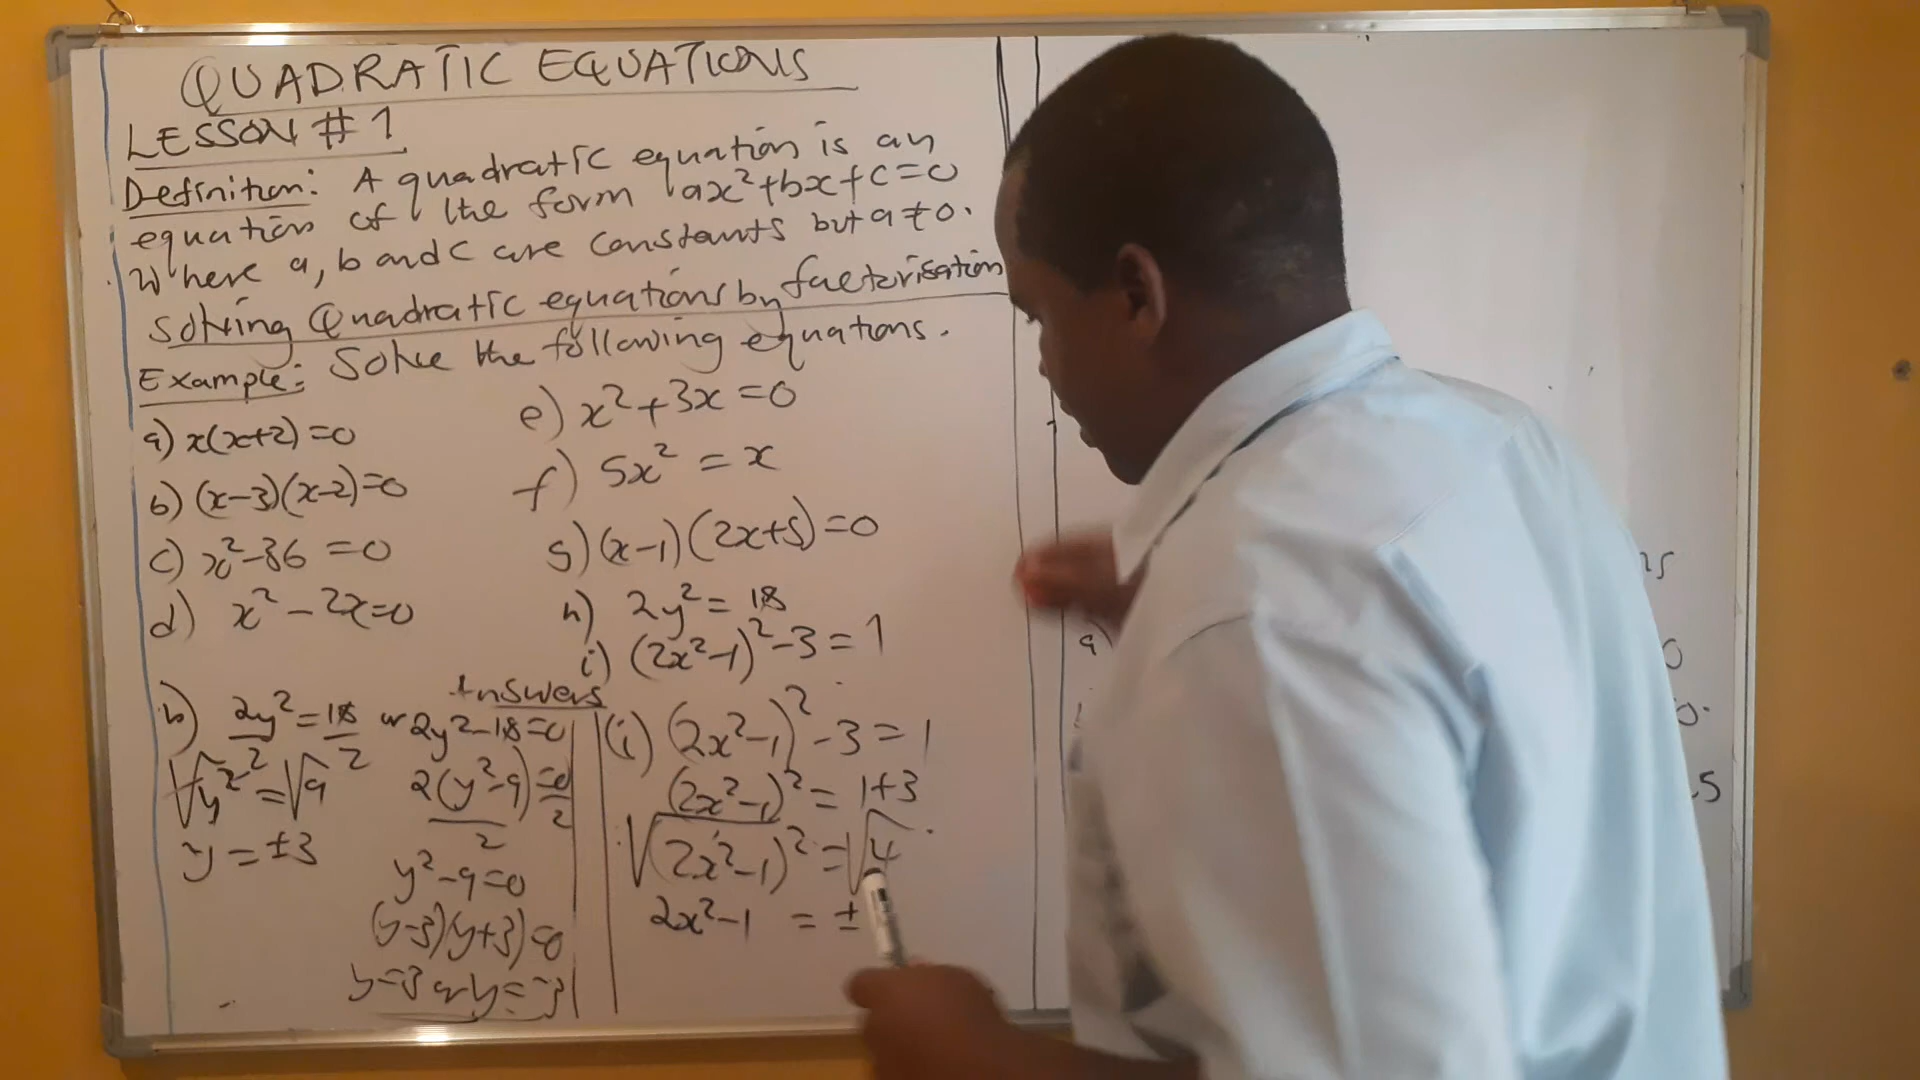 QUADRATIC EQUATIONS
LESSON # 1
Definition: A quadratic equation is an
equation of the form ax²+bx+c=0
Where a, b and c are constants but a≠0.
Solving Quadratic equations by factorisation
Example: Solve the following equations.
a) x(x+2)=0
b) (x-3)(x-2)=0
c) x²-36=0
d) x²-2x=0
e) x²+3x=0
f) 5x² = x
g) (x-1)(2x+5)=0
h) 2y² = 18
i) (2x²-1)²-3=1
Answers
h) 2y²=18 or 2y²-18=0
2 2
√y² = √9
y = ±3
2(y²-9)=0
2 2
y²-9=0
(y-3)(y+3)=0
y=3 or y=-3
(i) (2x²-1)²-3=1
(2x²-1)² = 1+3
√(2x²-1)² = √4
2x²-1 = ±
a)